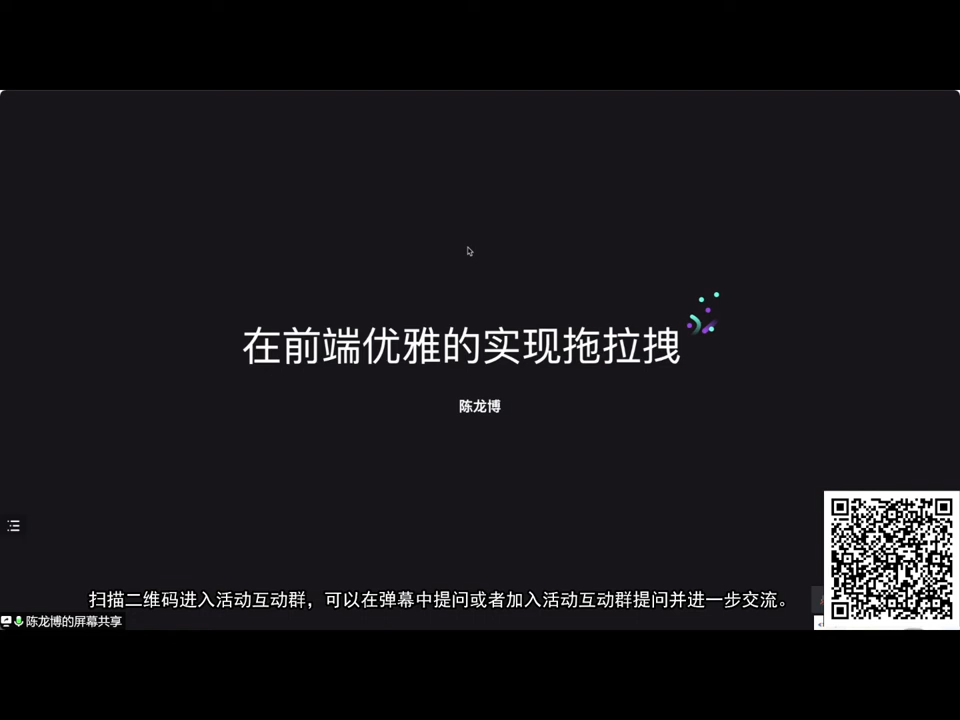 在前端优雅的实现拖拉拽
陈龙博
扫描二维码进入活动互动群，可以在弹幕中提问或者加入活动互动群提问并进一步交流。
陈龙博的屏幕共享